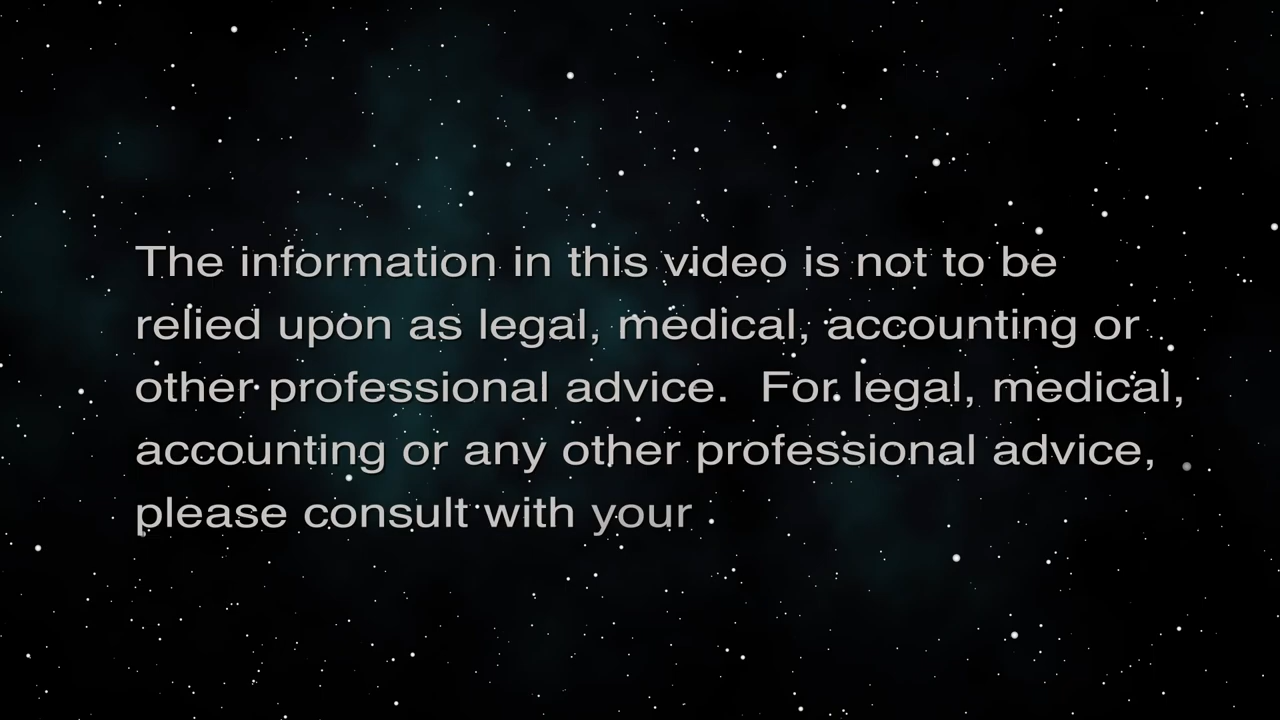 The information in this video is not to be
relied upon as legal, medical, accounting or
other professional advice.  For legal, medical,
accounting or any other professional advice,
please consult with your